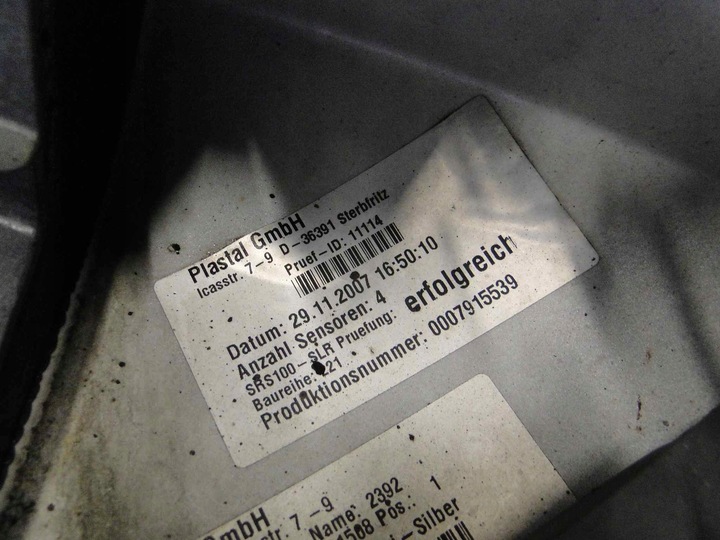 Plastal GmbH
Icasstr. 7-9 D-36391 Sterbfritz
Pruef-ID: 11114
Datum: 29.11.2007 16:50:10
Anzahl Sensoren: 4
SRS100-SLR Pruefung: erfolgreich
Baureihe: 221
Produktionsnummer: 0007915539
GmbH
7-9
Name: 2392
Pos.: 1
-Silber